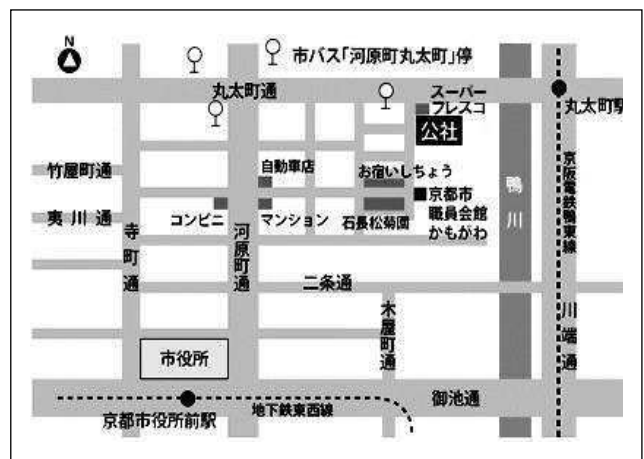 N
市バス「河原町丸太町」停
丸太町通
スーパー
フレスコ
丸太町駅
公社
竹屋町通
自動車店
お宿いしちょう
京都市
職員会館
かもがわ
鴨川
京阪電鉄鴨東線
夷川通
コンビニ
マンション
石長松菊園
寺町通
河原町通
二条通
木屋町通
川端通
市役所
御池通
京都市役所前駅
地下鉄東西線